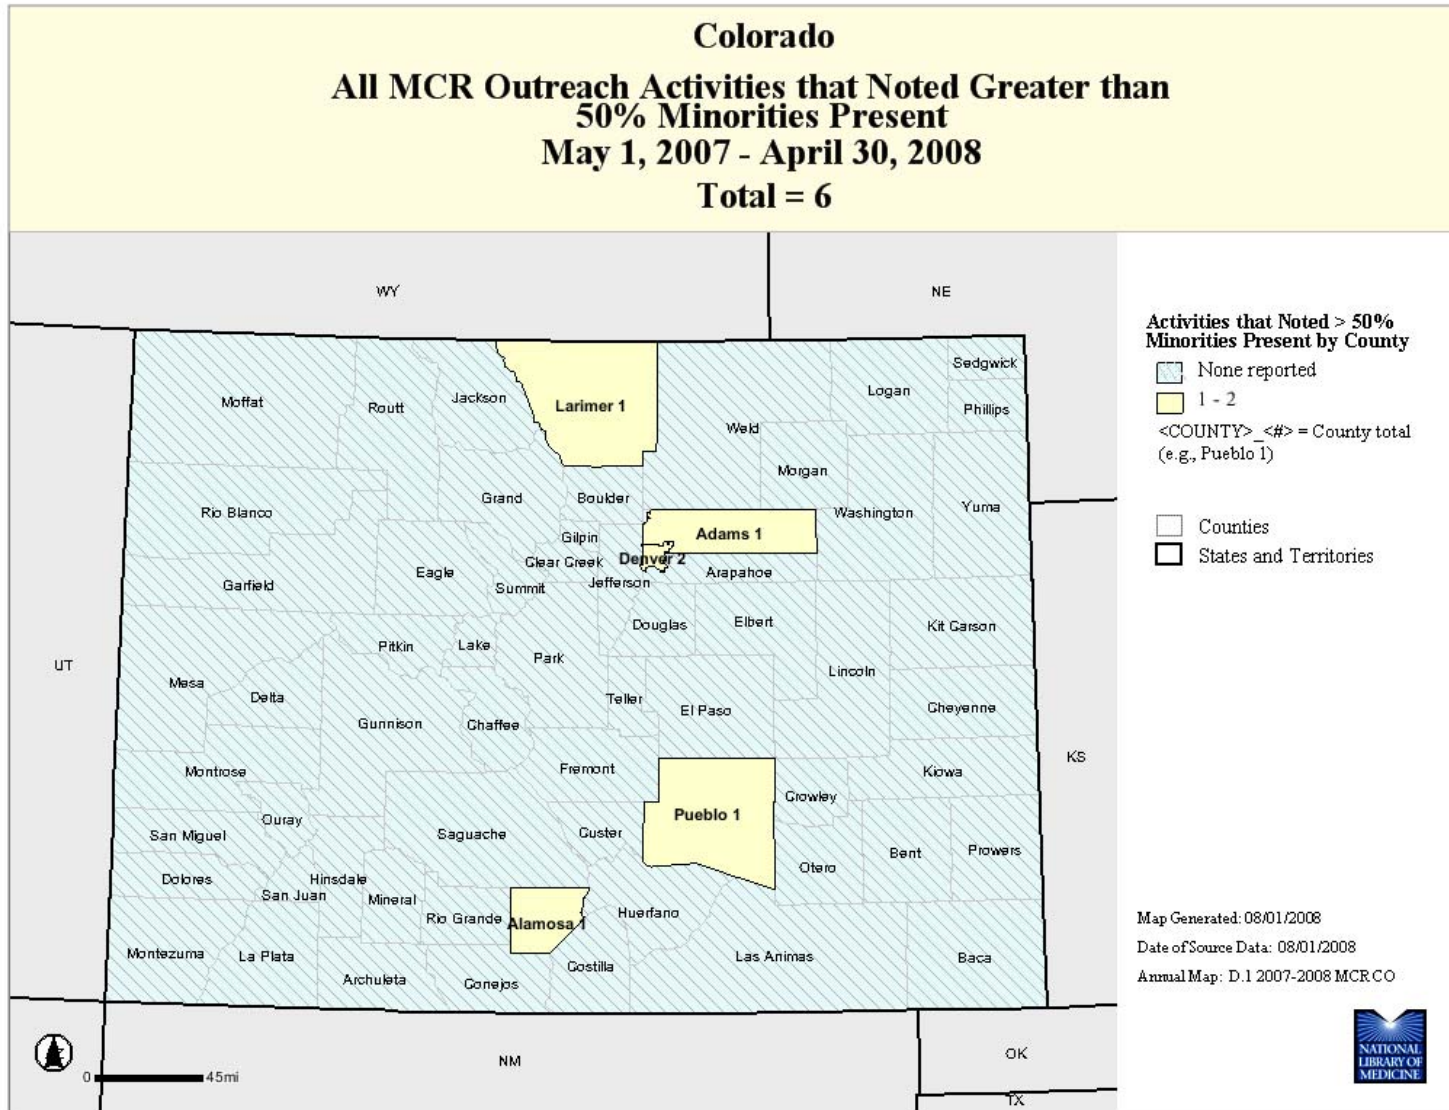 Colorado
All MCR Outreach Activities that Noted Greater than
50% Minorities Present
May 1, 2007 - April 30, 2008
Total = 6
WY
NE
Activities that Noted > 50%
Minorities Present by County
None reported
1 - 2
<COUNTY>_<#> = County total
(e.g., Pueblo 1)
Counties
States and Territories
Sedgwick
Logan
Moffat
Routt
Jackson
Larimer 1
Phillips
Weld
Morgan
Grand
Boulder
Rio Blanco
Washington
Yuma
Gilpin
Adams 1
Clear Creek
Denver 2
Eagle
Arapahoe
Garfield
Summit
Jefferson
Douglas
Elbert
Kit Carson
Pitkin
Lake
Park
UT
Lincoln
Mesa
Delta
Teller
El Paso
Cheyenne
Gunnison
Chaffee
KS
Montrose
Fremont
Kiowa
Crowley
Pueblo 1
Ouray
San Miguel
Saguache
Custer
Bent
Prowers
Otero
Dolores
Hinsdale
San Juan
Mineral
Rio Grande
Alamosa 1
Huerfano
Montezuma
La Plata
Las Animas
Baca
Costilla
Archuleta
Conejos
Map Generated: 08/01/2008
Date of Source Data: 08/01/2008
Annual Map: D.1 2007-2008 MCR CO
NM
OK
TX
0
45mi
NATIONAL
LIBRARY OF
MEDICINE